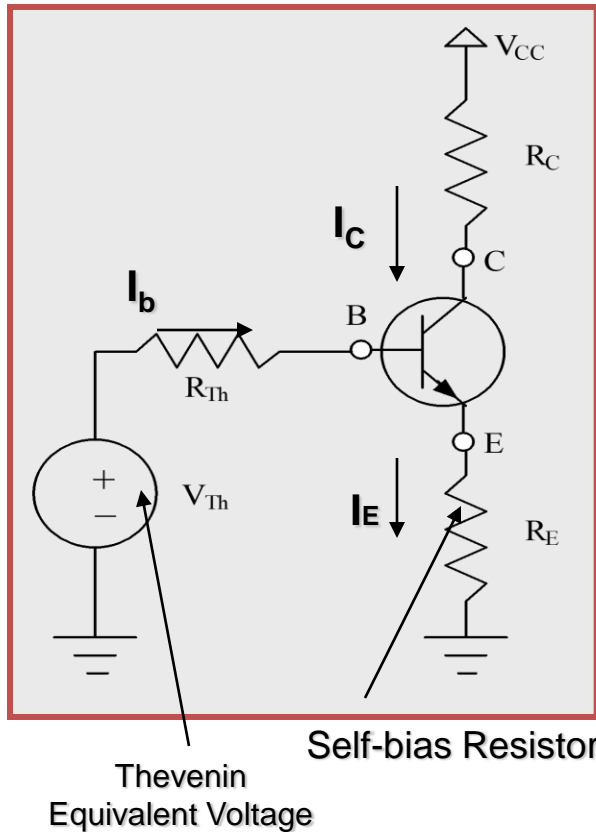 V_CC
R_C
I_C
C
I_b
B
R_Th
E
+
−
V_Th
I_E
R_E
Self-bias Resistor
Thevenin
Equivalent Voltage